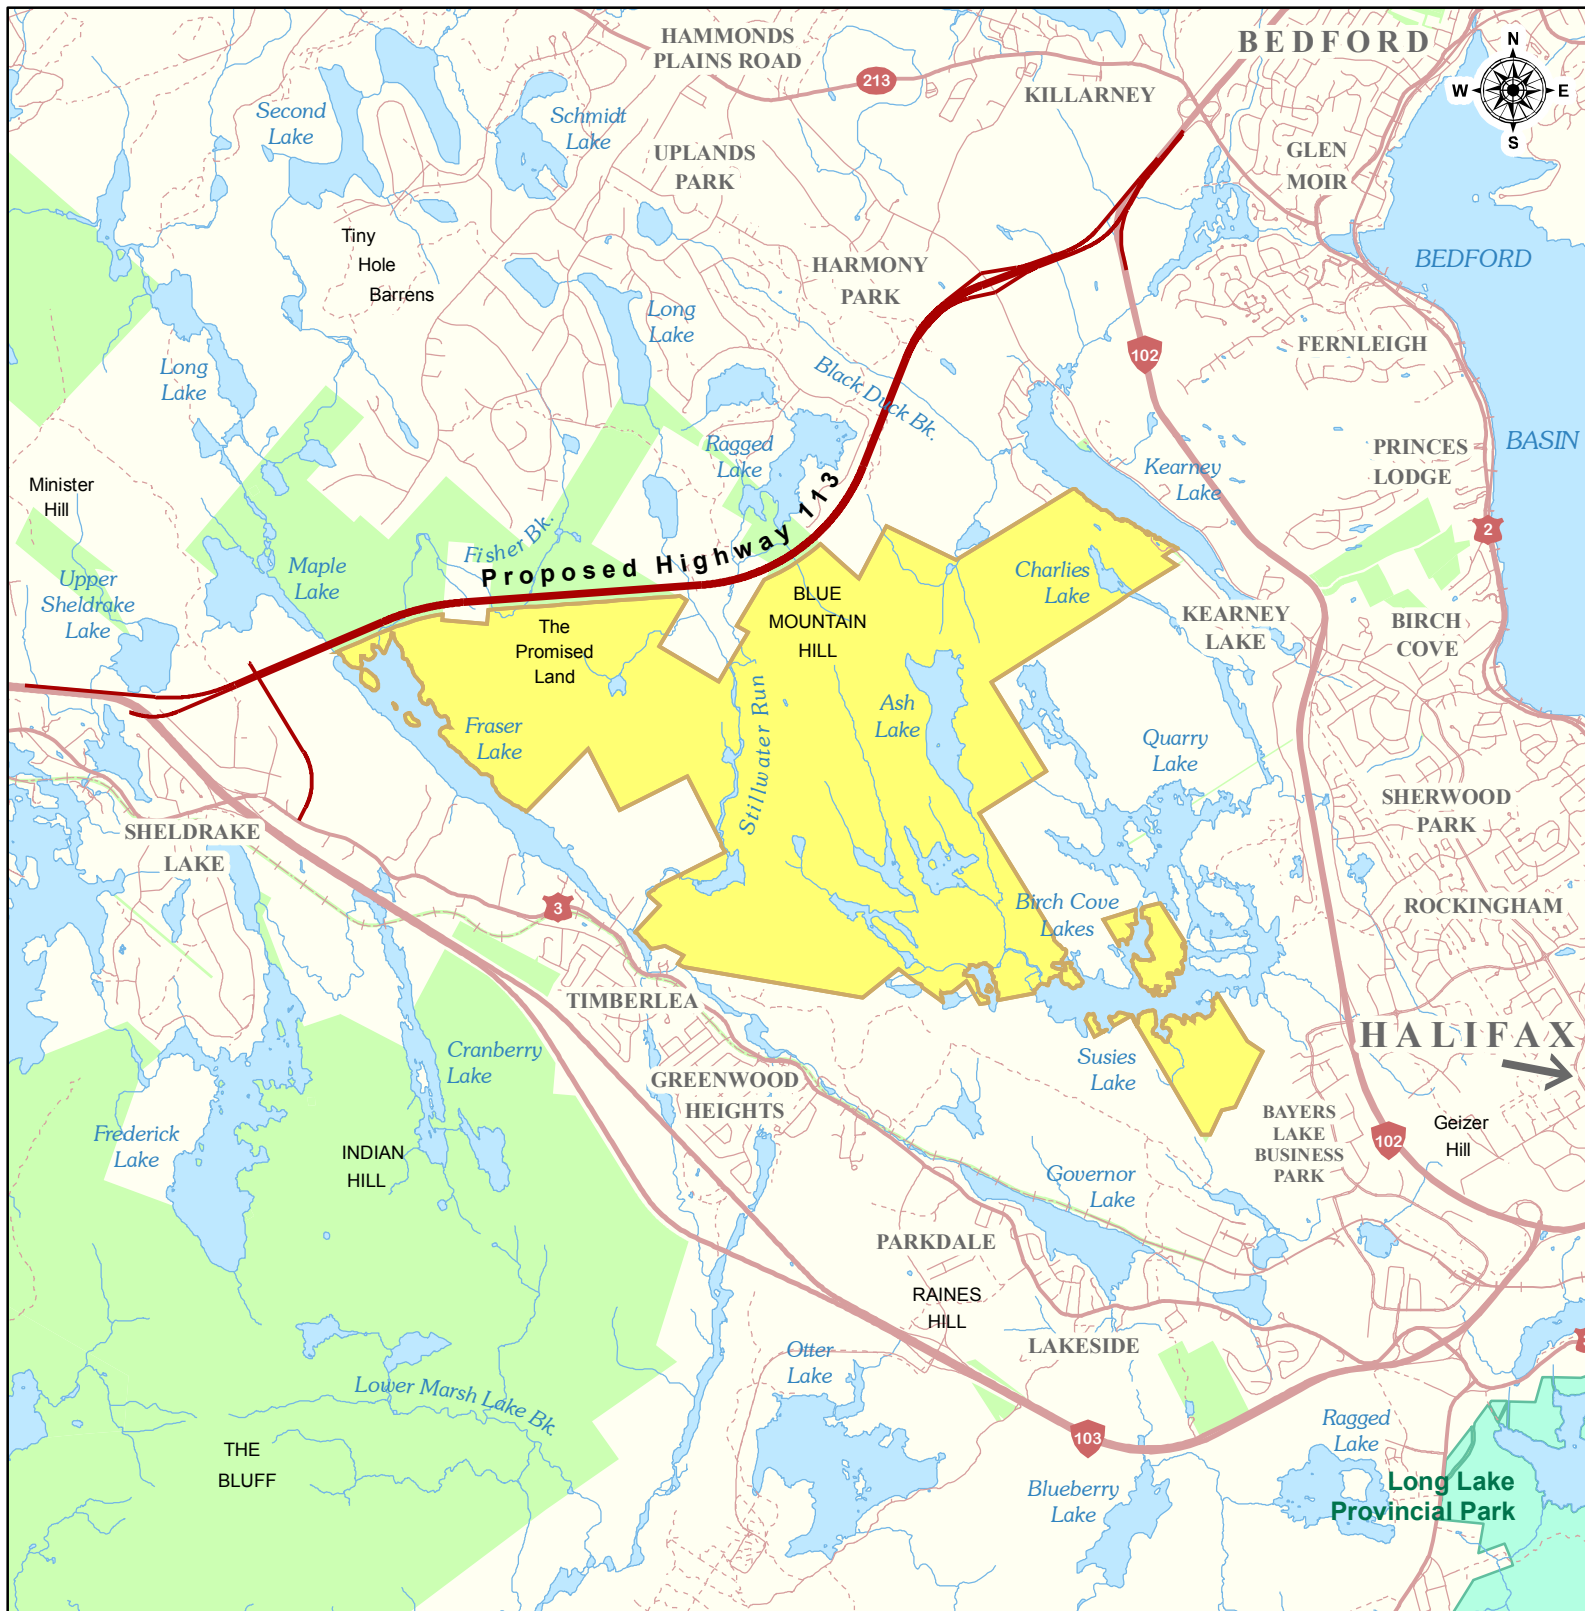 HAMMONDS
PLAINS ROAD
BEDFORD
N
W
E
S
213
KILLARNEY
Second
Lake
Schmidt
Lake
UPLANDS
PARK
GLEN
MOIR
Tiny
Hole
Barrens
HARMONY
PARK
BEDFORD
BASIN
Long
Lake
Long
Lake
102
FERNLEIGH
Black Duck Bk.
Ragged
Lake
Kearney
Lake
PRINCES
LODGE
Minister
Hill
2
Fisher Bk.
Proposed Highway 113
Maple
Lake
Upper
Sheldrake
Lake
Charlies
Lake
BLUE
MOUNTAIN
HILL
KEARNEY
LAKE
BIRCH
COVE
The
Promised
Land
Stillwater Run
Ash
Lake
Fraser
Lake
Quarry
Lake
SHERWOOD
PARK
SHELDRAKE
LAKE
3
Birch Cove
Lakes
ROCKINGHAM
TIMBERLEA
HALIFAX
Cranberry
Lake
Susies
Lake
GREENWOOD
HEIGHTS
BAYERS
LAKE
BUSINESS
PARK
102
Geizer
Hill
Frederick
Lake
INDIAN
HILL
Governor
Lake
PARKDALE
RAINES
HILL
LAKESIDE
Otter
Lake
Lower Marsh Lake Bk.
THE
BLUFF
103
Ragged
Lake
Blueberry
Lake
Long Lake
Provincial Park